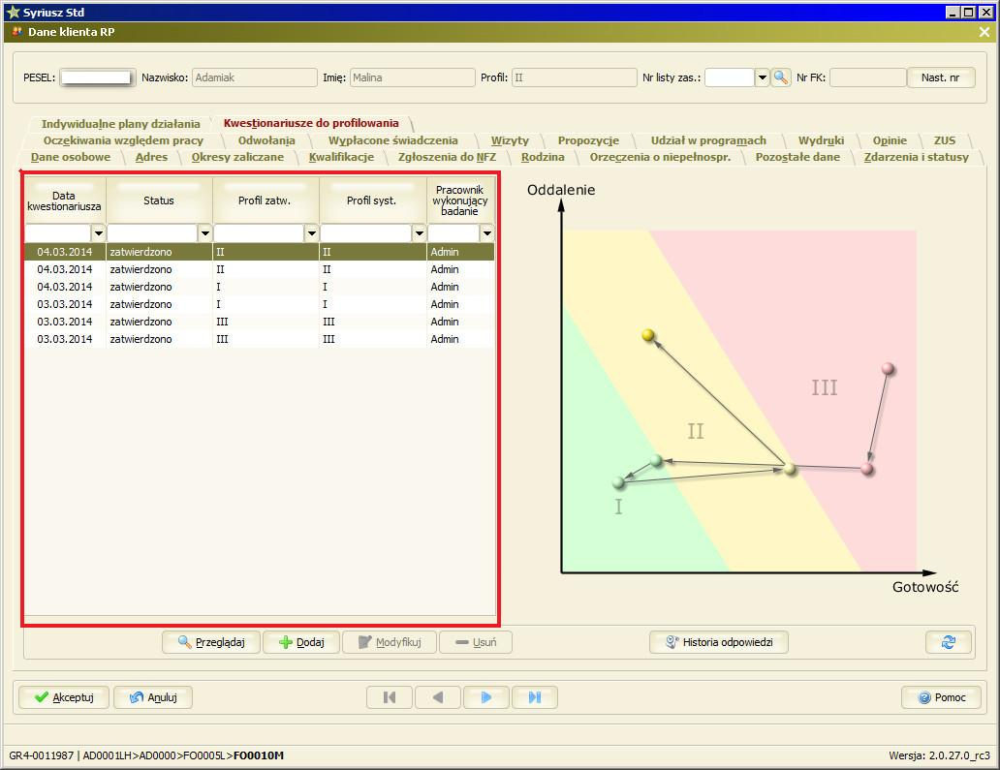 Syriusz Std
Dane klienta RP
PESEL: Nazwisko: Adamiak Imię: Malina Profil: II Nr listy zas.: Nr FK: Nast. nr
Indywidualne plany działania Kwestionariusze do profilowania
Oczekiwania względem pracy Odwołania Wypłacone świadczenia Wizyty Propozycje Udział w programach Wydruki Opinie ZUS
Dane osobowe Adres Okresy zaliczane Kwalifikacje Zgłoszenia do NFZ Rodzina Orzeczenia o niepełnospr. Pozostałe dane Zdarzenia i statusy
Data kwestionariusza Status Profil zatw. Profil syst. Pracownik wykonujący badanie
04.03.2014 zatwierdzono II II Admin
04.03.2014 zatwierdzono II II Admin
04.03.2014 zatwierdzono I I Admin
03.03.2014 zatwierdzono I I Admin
03.03.2014 zatwierdzono III III Admin
03.03.2014 zatwierdzono III III Admin
Oddalenie
III
II
I
Gotowość
Przeglądaj Dodaj Modyfikuj Usuń Historia odpowiedzi
Akceptuj Anuluj Pomoc
GR4-0011987 | AD0001LH>AD0000>FO0005L>FO0010M Wersja: 2.0.27.0_rc3